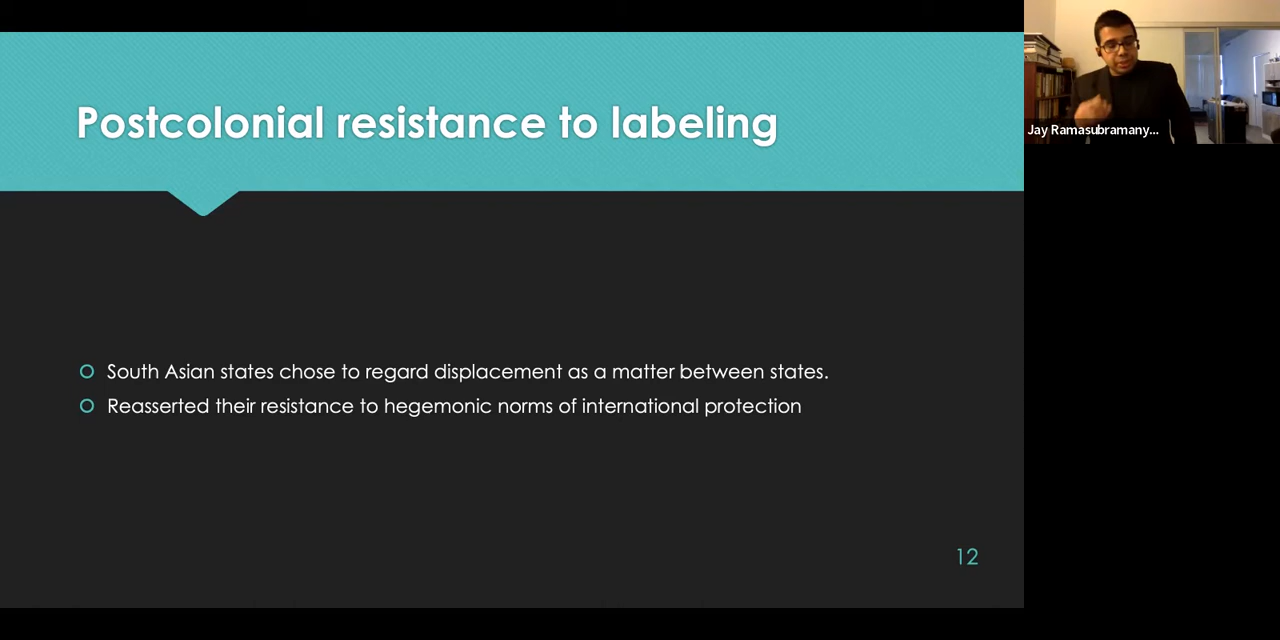 Postcolonial resistance to labeling
Jay Ramasubramany...
South Asian states chose to regard displacement as a matter between states.
Reasserted their resistance to hegemonic norms of international protection
12